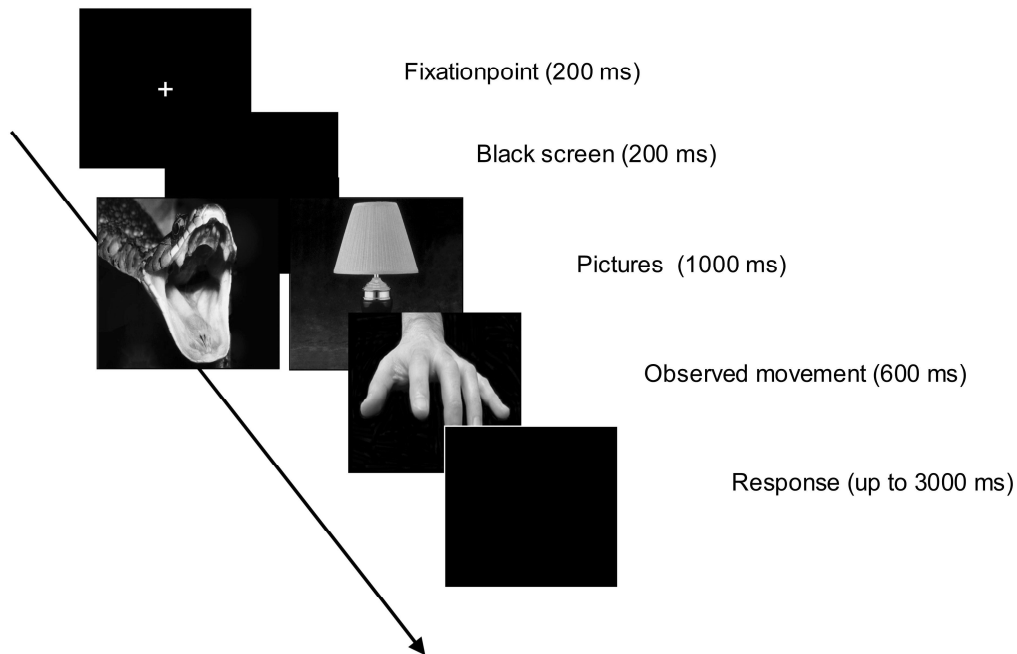 Fixationpoint (200 ms)
Black screen (200 ms)
Pictures (1000 ms)
Observed movement (600 ms)
Response (up to 3000 ms)